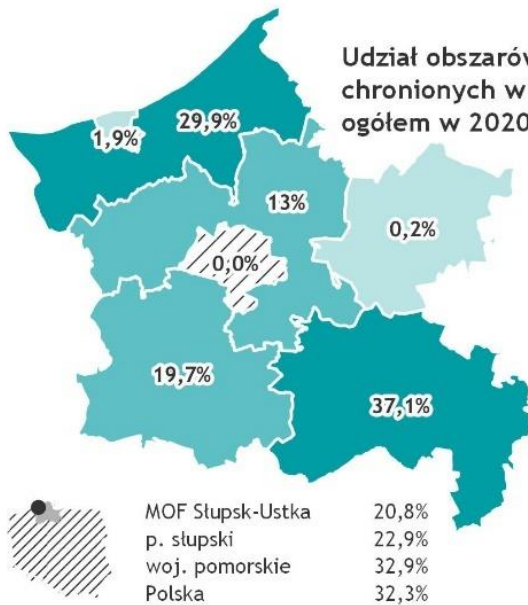 Udział obszarów
chronionych w
ogółem w 2020
1,9%
29,9%
13%
0,2%
0,0%
19,7%
37,1%
MOF Słupsk-Ustka 20,8%
p. słupski 22,9%
woj. pomorskie 32,9%
Polska 32,3%